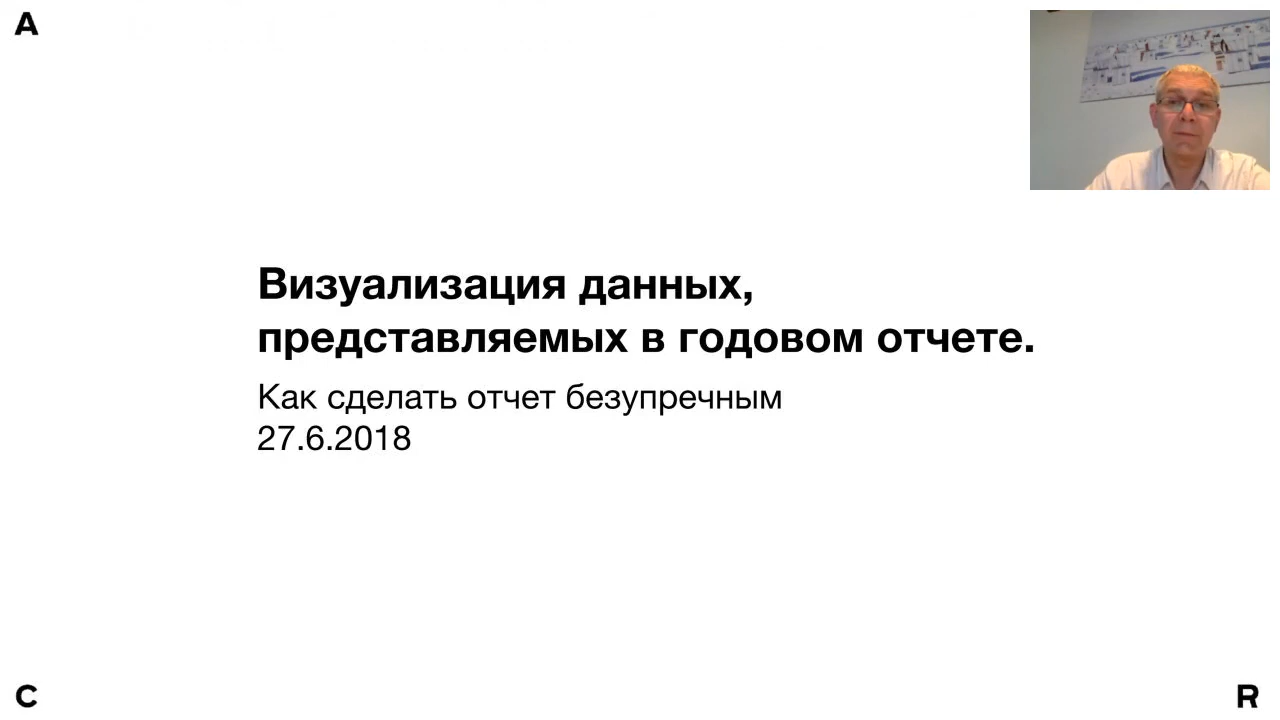 A
Визуализация данных,
представляемых в годовом отчете.
Как сделать отчет безупречным
27.6.2018
C
R